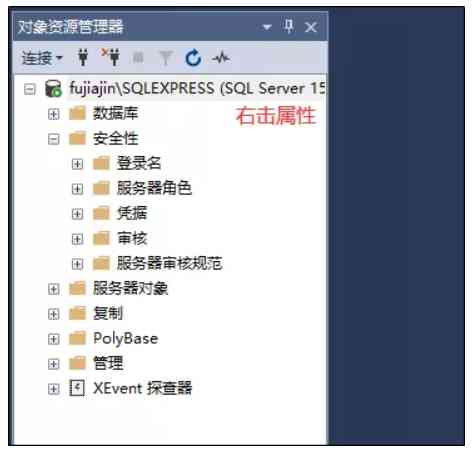 对象资源管理器
连接
fujiajin\SQLEXPRESS (SQL Server 15
数据库
右击属性
安全性
登录名
服务器角色
凭据
审核
服务器审核规范
服务器对象
复制
PolyBase
管理
XEvent 探查器